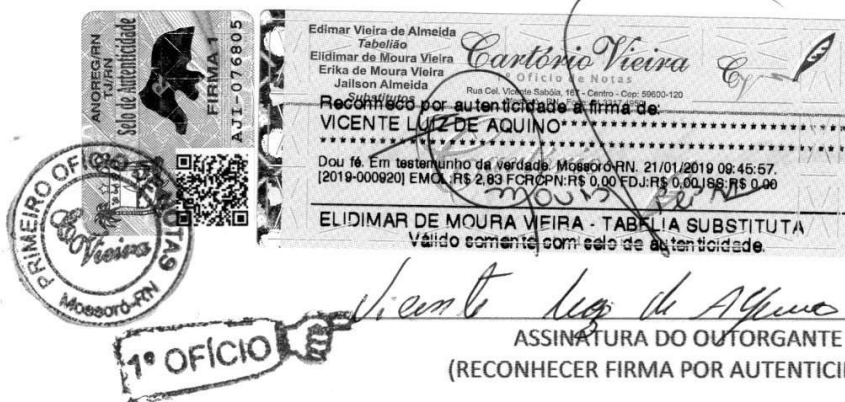 ANOREG/RN
TJ/RN
Selo de Autenticidade
FIRMA 1
AJI-076805
Edimar Vieira de Almeida
Tabelião
Elidimar de Moura Vieira
Erika de Moura Vieira
Jailson Almeida
Substitutos
Cartório Vieira
º Ofício de Notas
Rua Cel. Vicente Sabóia, 167 - Centro - Cep: 59600-120
Reconheço por autenticidade a firma de:
VICENTE LUIZ DE AQUINO
Dou fé. Em testemunho da verdade. Mossoró-RN. 21/01/2019 09:45:57.
[2019-000920] EMOL:R$ 2,83 FCRCPN:R$ 0,00 FDJ:R$ 0,00 ISS:R$ 0,00
ELIDIMAR DE MOURA VIEIRA - TABELIA SUBSTITUTA
Válido somente com selo de autenticidade.
PRIMEIRO OFÍCIO DE NOTAS
Vieira
Mossoró-RN
Vicente Luiz de Aquino
1º OFÍCIO
ASSINATURA DO OUTORGANTE
(RECONHECER FIRMA POR AUTENTICI